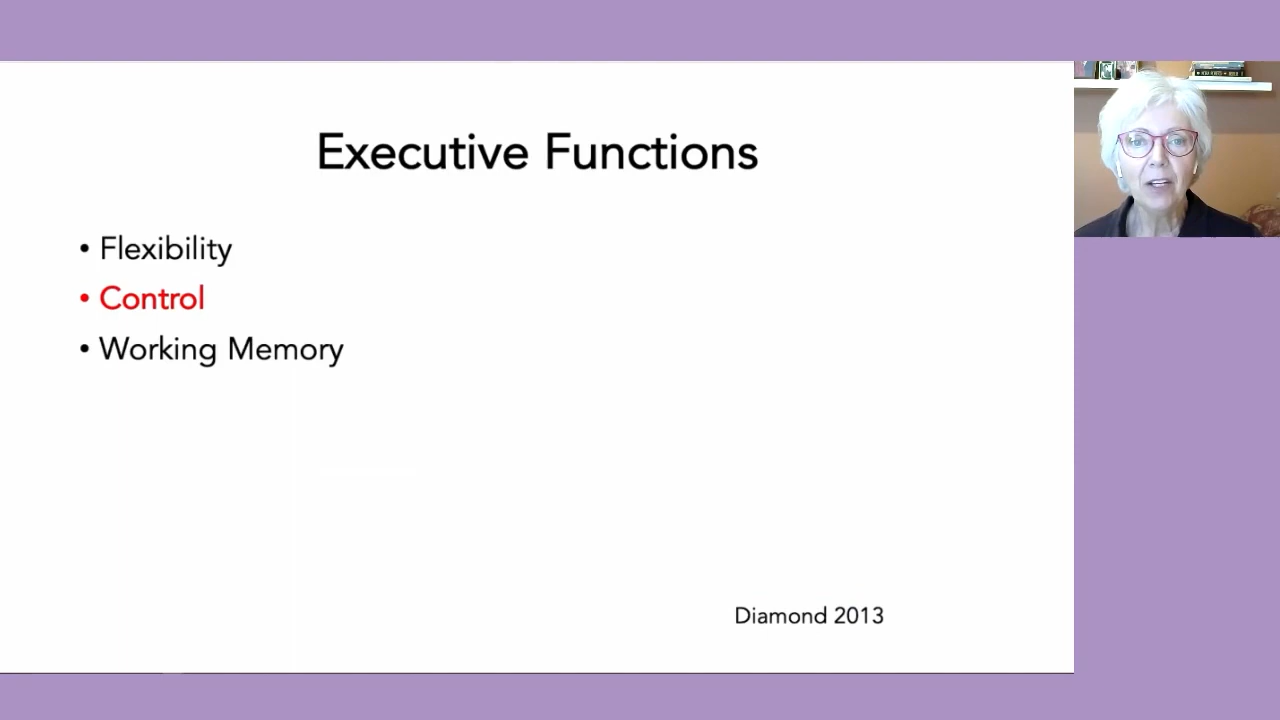 Executive Functions
• Flexibility
• Control
• Working Memory
Diamond 2013